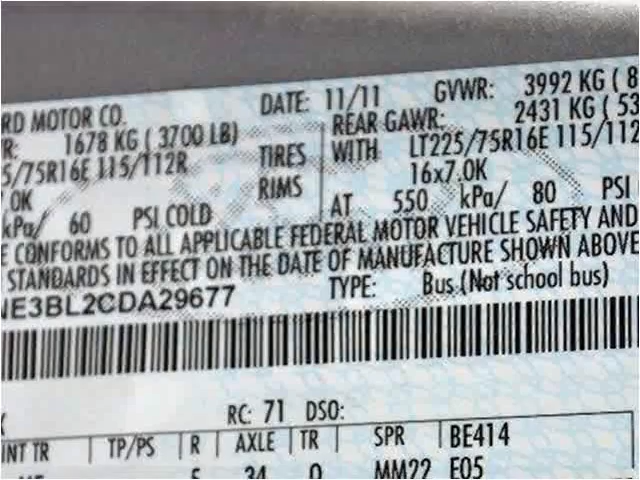 RD MOTOR CO. DATE: 11/11 GVWR: 3992 KG ( 8
R: 1678 KG ( 3700 LB) REAR GAWR: 2431 KG ( 53
5/75R16E 115/112R TIRES WITH LT225/75R16E 115/112
.0K RIMS 16x7.0K
kPa/ 60 PSI COLD AT 550 kPa/ 80 PSI
E CONFORMS TO ALL APPLICABLE FEDERAL MOTOR VEHICLE SAFETY AND
STANDARDS IN EFFECT ON THE DATE OF MANUFACTURE SHOWN ABOVE
NE3BL2CDA29677 TYPE: Bus (Not school bus)
RC: 71 DSO:
INT TR TP/PS R AXLE TR SPR BE414
5 34 0 MM22 E05